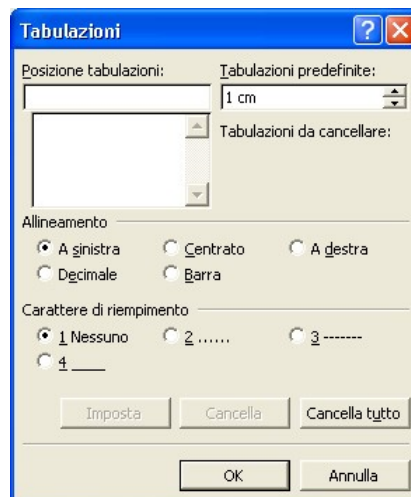 Tabulazioni
Posizione tabulazioni: Tabulazioni predefinite:
1 cm
Tabulazioni da cancellare:
Allineamento
A sinistra Centrato A destra
Decimale Barra
Carattere di riempimento
1 Nessuno 2 ...... 3 -------
4 ____
Imposta Cancella Cancella tutto
OK Annulla